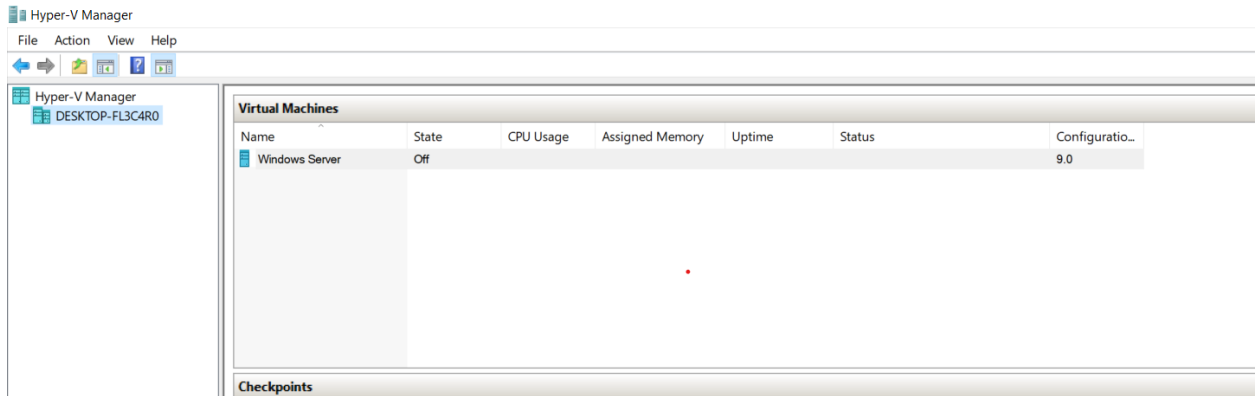 Hyper-V Manager
File Action View Help
Hyper-V Manager
DESKTOP-FL3C4R0
Virtual Machines
Name State CPU Usage Assigned Memory Uptime Status Configuratio...
Windows Server Off 9.0
Checkpoints